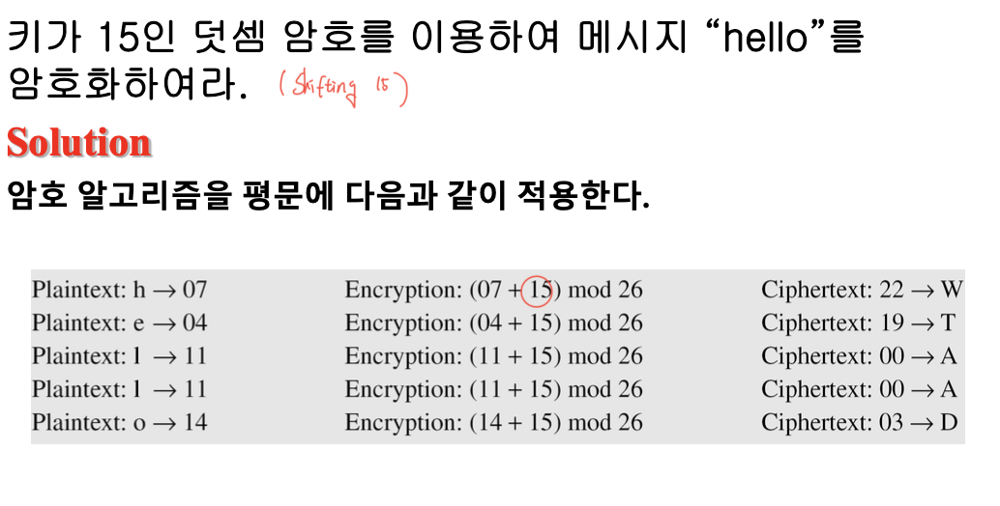 키가 15인 덧셈 암호를 이용하여 메시지 “hello”를
암호화하여라. (Shifting 15)
Solution
암호 알고리즘을 평문에 다음과 같이 적용한다.
Plaintext: h → 07 Encryption: (07 + 15) mod 26 Ciphertext: 22 → W
Plaintext: e → 04 Encryption: (04 + 15) mod 26 Ciphertext: 19 → T
Plaintext: l → 11 Encryption: (11 + 15) mod 26 Ciphertext: 00 → A
Plaintext: l → 11 Encryption: (11 + 15) mod 26 Ciphertext: 00 → A
Plaintext: o → 14 Encryption: (14 + 15) mod 26 Ciphertext: 03 → D